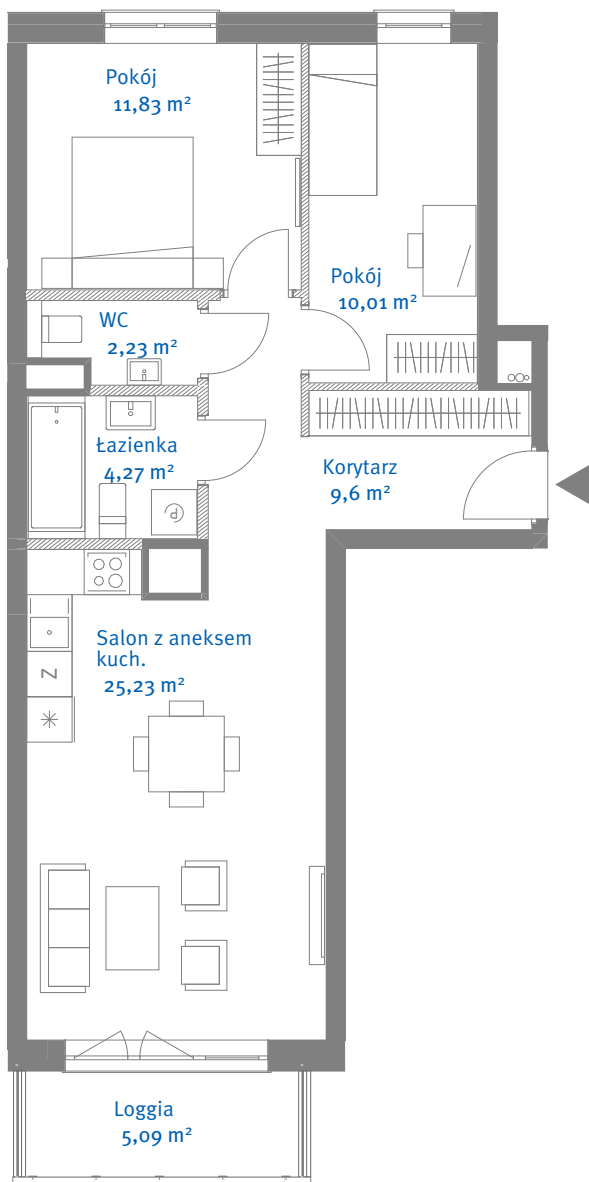 Pokój
11,83 m²
Pokój
10,01 m²
WC
2,23 m²
Łazienka
4,27 m²
P
Korytarz
9,6 m²
Salon z aneksem
kuch.
25,23 m²
Z
Loggia
5,09 m²